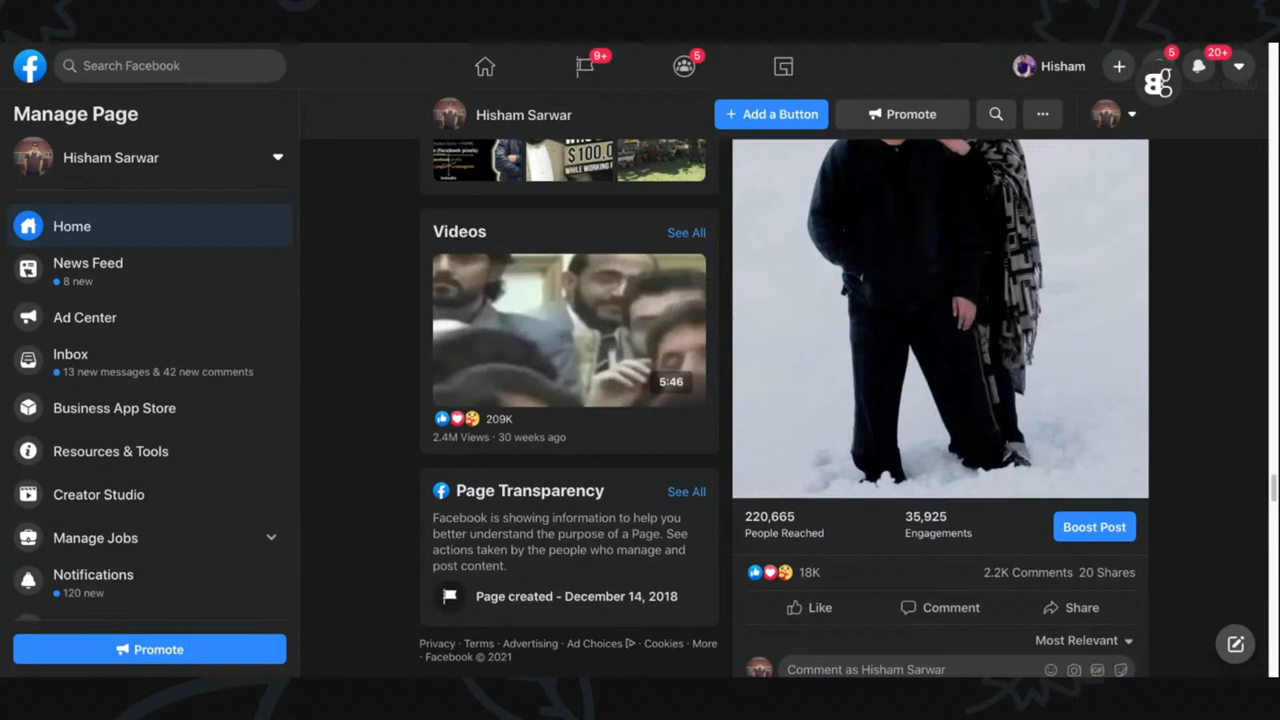 Search Facebook
9+
5
Hisham
5
20+
Manage Page
Hisham Sarwar
Hisham Sarwar
+ Add a Button
Promote
Home
News Feed
8 new
Ad Center
Inbox
13 new messages & 42 new comments
Business App Store
Resources & Tools
Creator Studio
Manage Jobs
Notifications
120 new
Promote
$100,0
WHILE WORKING
Videos
See All
5:46
209K
2.4M Views · 30 weeks ago
Page Transparency
See All
Facebook is showing information to help you
better understand the purpose of a Page. See
actions taken by the people who manage and
post content.
Page created - December 14, 2018
Privacy · Terms · Advertising · Ad Choices · Cookies · More
· Facebook © 2021
220,665
People Reached
35,925
Engagements
Boost Post
18K
2.2K Comments 20 Shares
Like
Comment
Share
Most Relevant
Comment as Hisham Sarwar
GIF